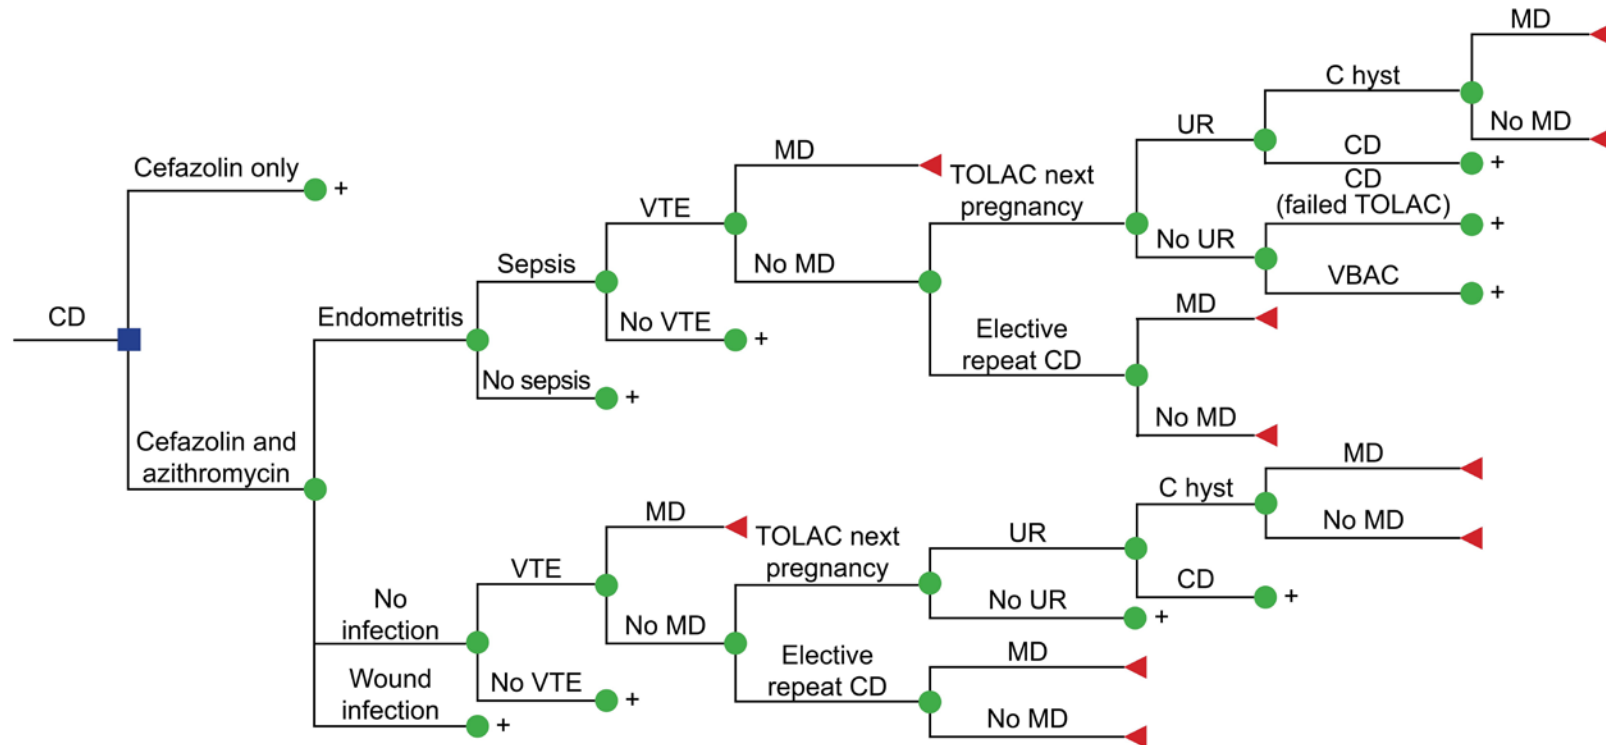 CD
Cefazolin only
+
Cefazolin and
azithromycin
Endometritis
Sepsis
VTE
MD
No MD
TOLAC next
pregnancy
UR
C hyst
MD
No MD
CD
+
No UR
CD
(failed TOLAC)
+
VBAC
+
Elective
repeat CD
MD
No MD
No VTE
+
No sepsis
+
No
infection
VTE
MD
No MD
TOLAC next
pregnancy
UR
C hyst
MD
No MD
CD
+
No UR
+
Elective
repeat CD
MD
No MD
No VTE
+
Wound
infection
+